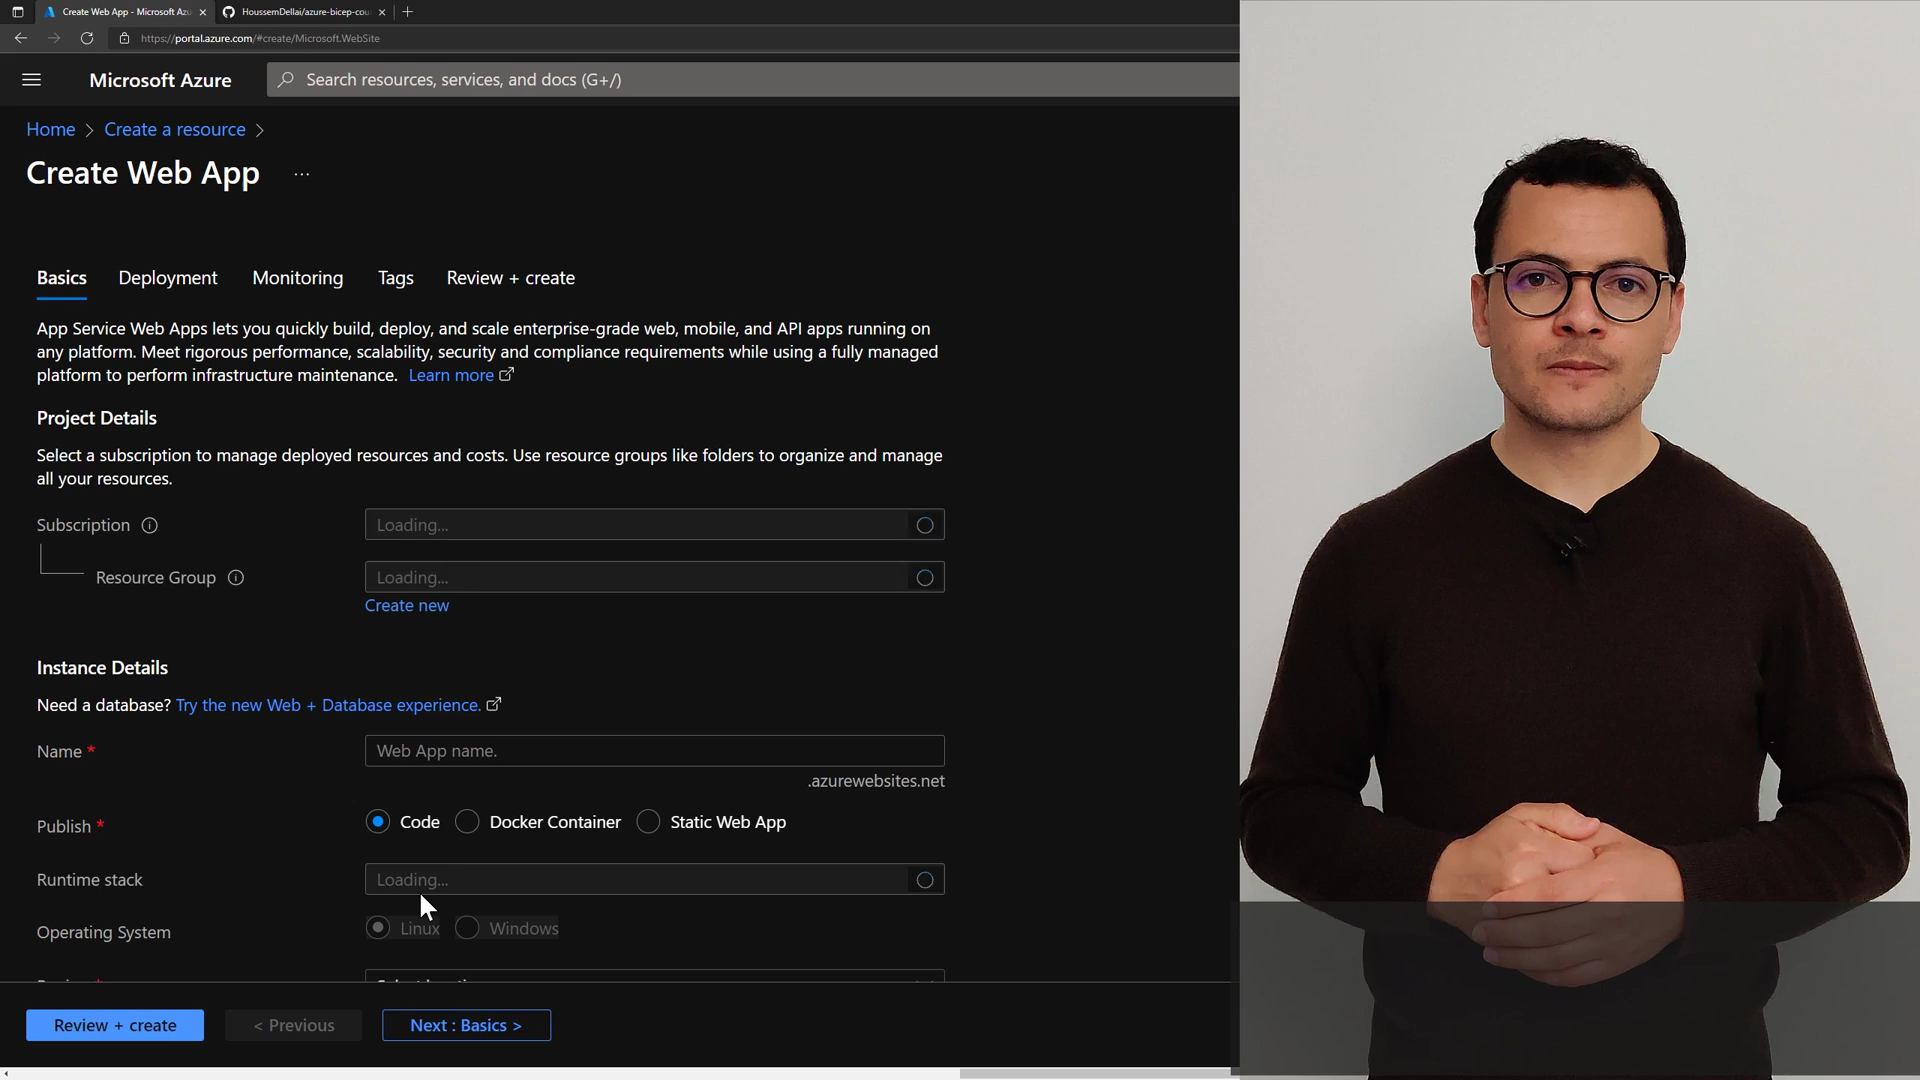 Create Web App - Microsoft Azu
HoussemDellai/azure-bicep-cou
https://portal.azure.com/#create/Microsoft.WebSite
Microsoft Azure
Search resources, services, and docs (G+/)
Home > Create a resource >
Create Web App ...
Basics Deployment Monitoring Tags Review + create
App Service Web Apps lets you quickly build, deploy, and scale enterprise-grade web, mobile, and API apps running on
any platform. Meet rigorous performance, scalability, security and compliance requirements while using a fully managed
platform to perform infrastructure maintenance. Learn more
Project Details
Select a subscription to manage deployed resources and costs. Use resource groups like folders to organize and manage
all your resources.
Subscription Loading...
Resource Group Loading...
Create new
Instance Details
Need a database? Try the new Web + Database experience.
Name * Web App name.
.azurewebsites.net
Publish * Code Docker Container Static Web App
Runtime stack Loading...
Operating System Linux Windows
Review + create < Previous Next : Basics >